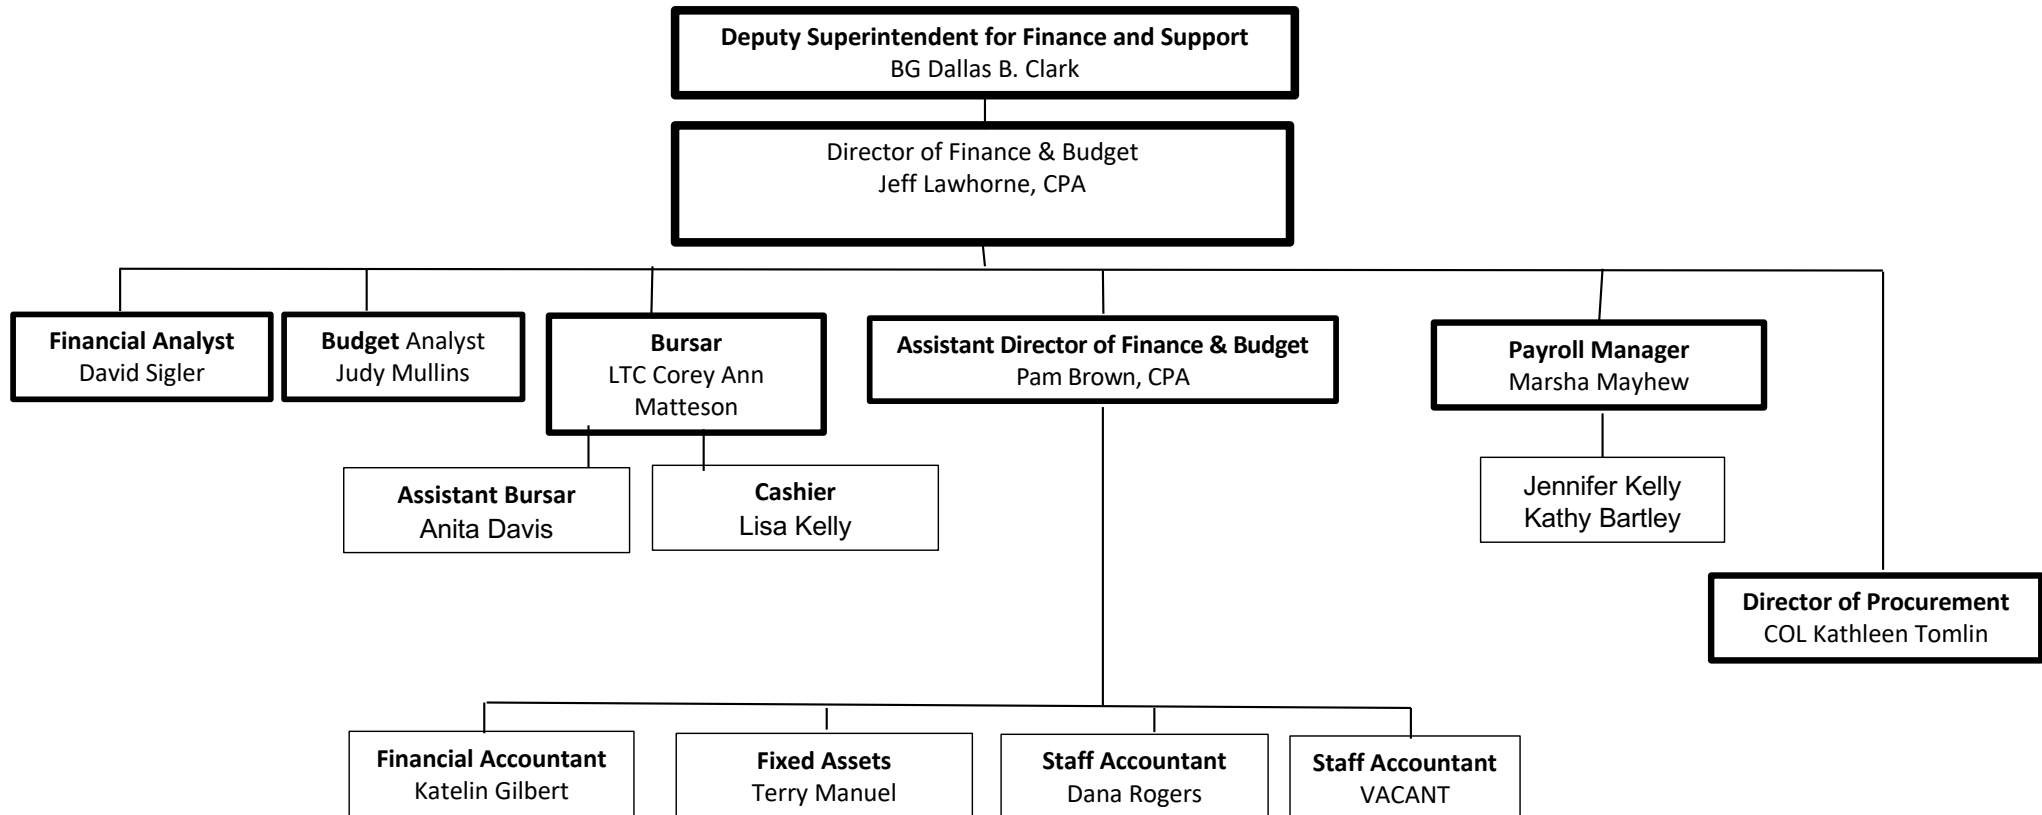 Deputy Superintendent for Finance and Support
BG Dallas B. Clark
Director of Finance & Budget
Jeff Lawhorne, CPA
Financial Analyst
David Sigler
Budget Analyst
Judy Mullins
Bursar
LTC Corey Ann
Matteson
Assistant Director of Finance & Budget
Pam Brown, CPA
Payroll Manager
Marsha Mayhew
Assistant Bursar
Anita Davis
Cashier
Lisa Kelly
Jennifer Kelly
Kathy Bartley
Director of Procurement
COL Kathleen Tomlin
Financial Accountant
Katelin Gilbert
Fixed Assets
Terry Manuel
Staff Accountant
Dana Rogers
Staff Accountant
VACANT